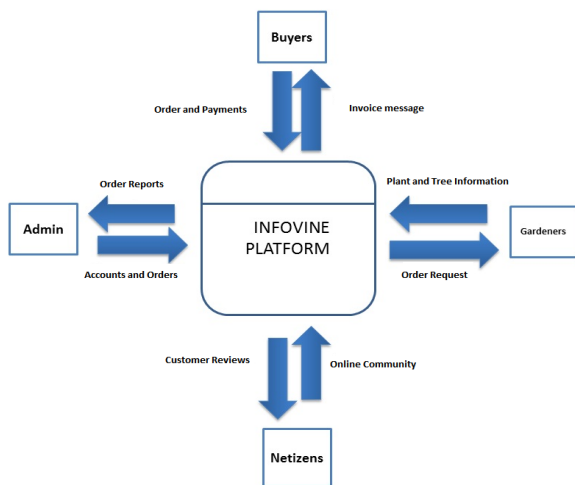 Buyers
Order and Payments
Invoice message
Order Reports
Plant and Tree Information
Admin
INFOVINE
PLATFORM
Gardeners
Accounts and Orders
Order Request
Customer Reviews
Online Community
Netizens